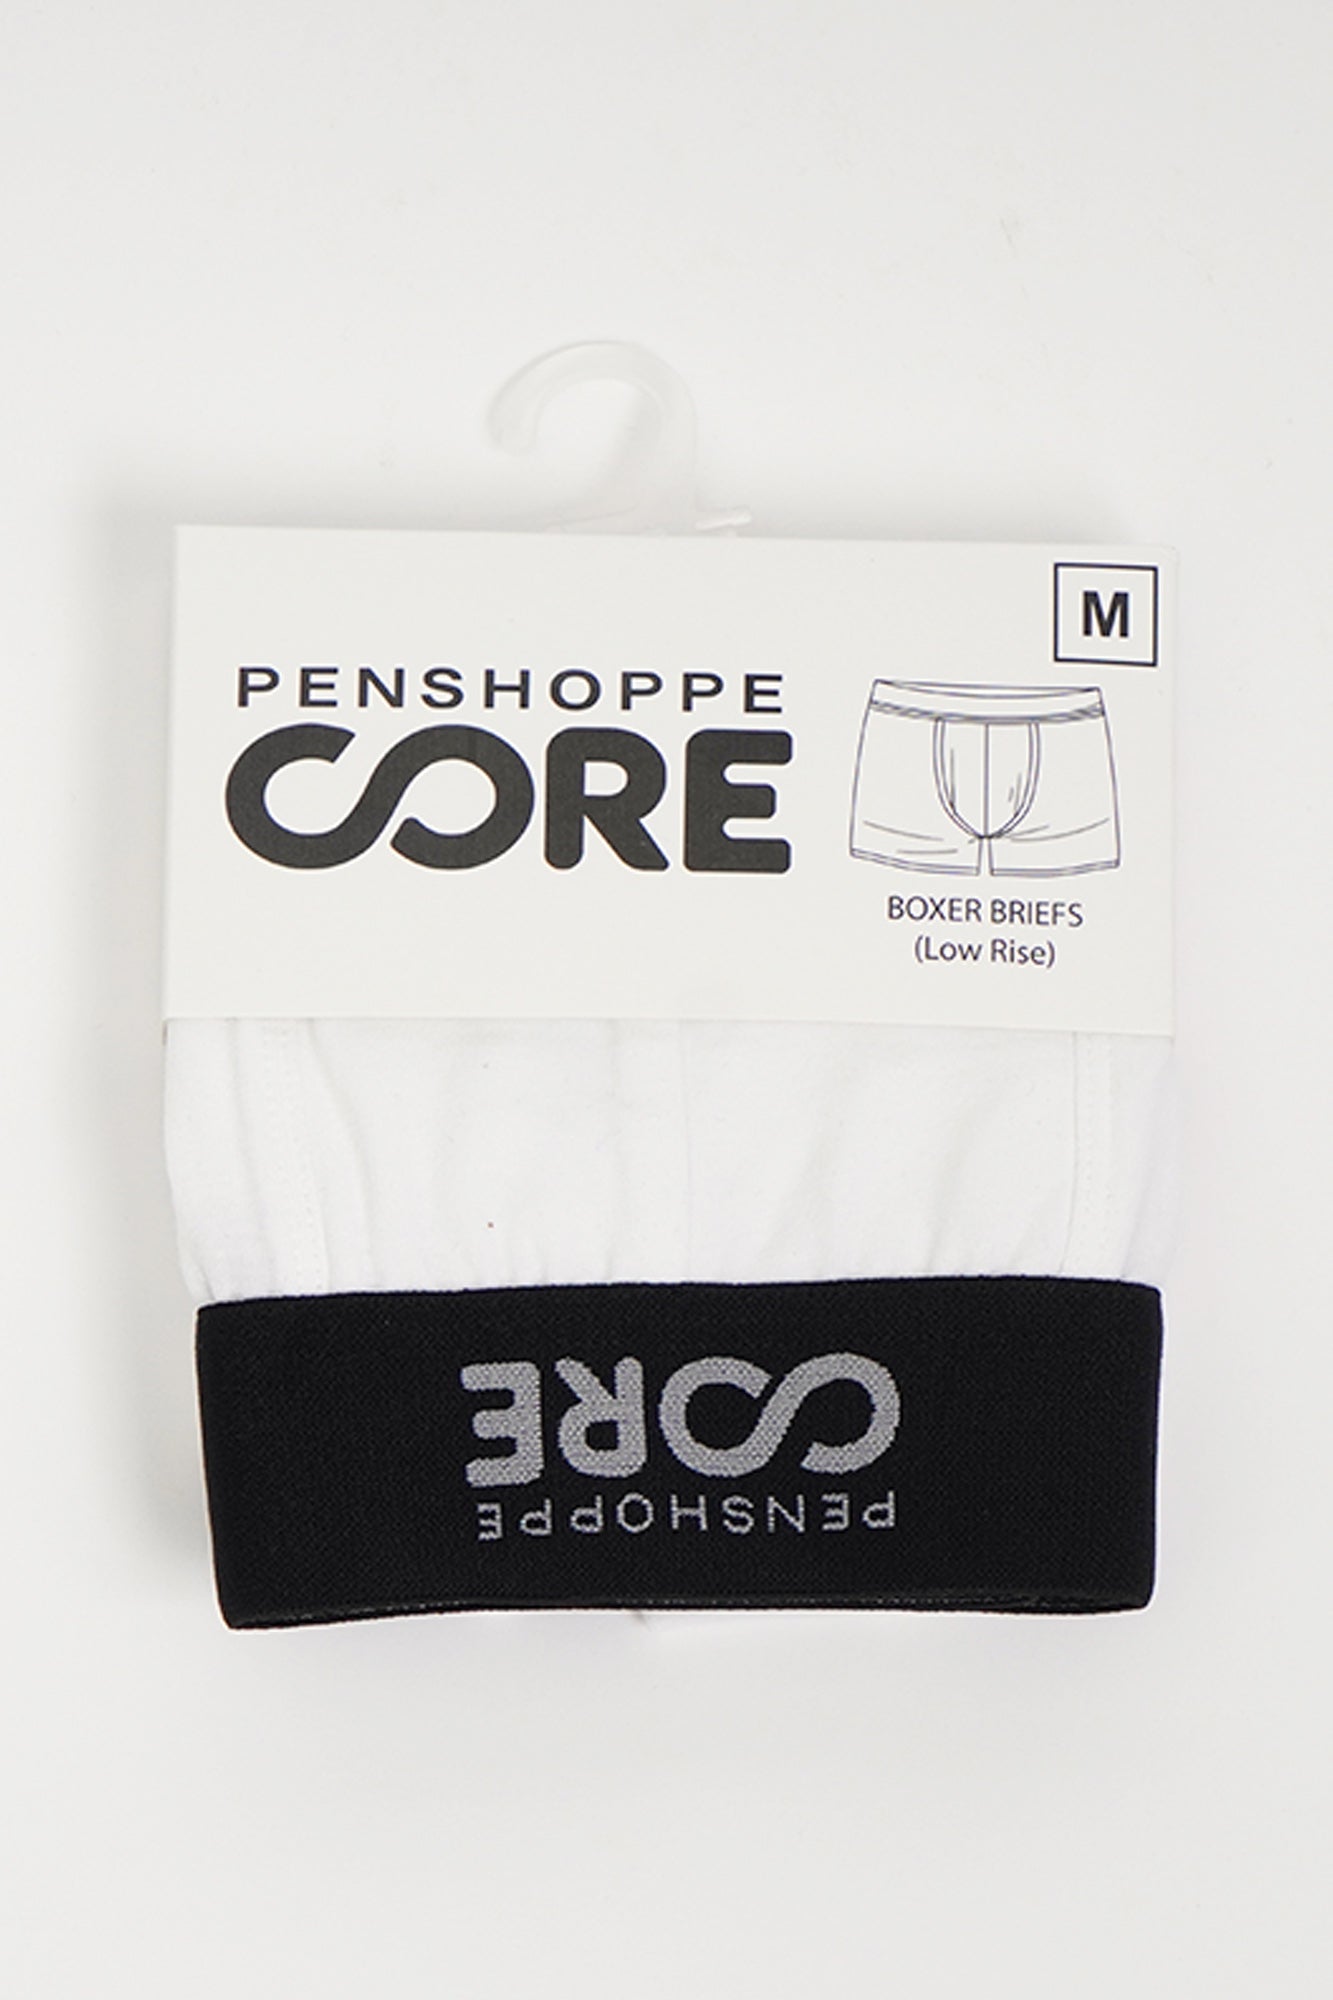 M
PENSHOPPE
CORE
BOXER BRIEFS
(Low Rise)
PENSHOPPE
CORE